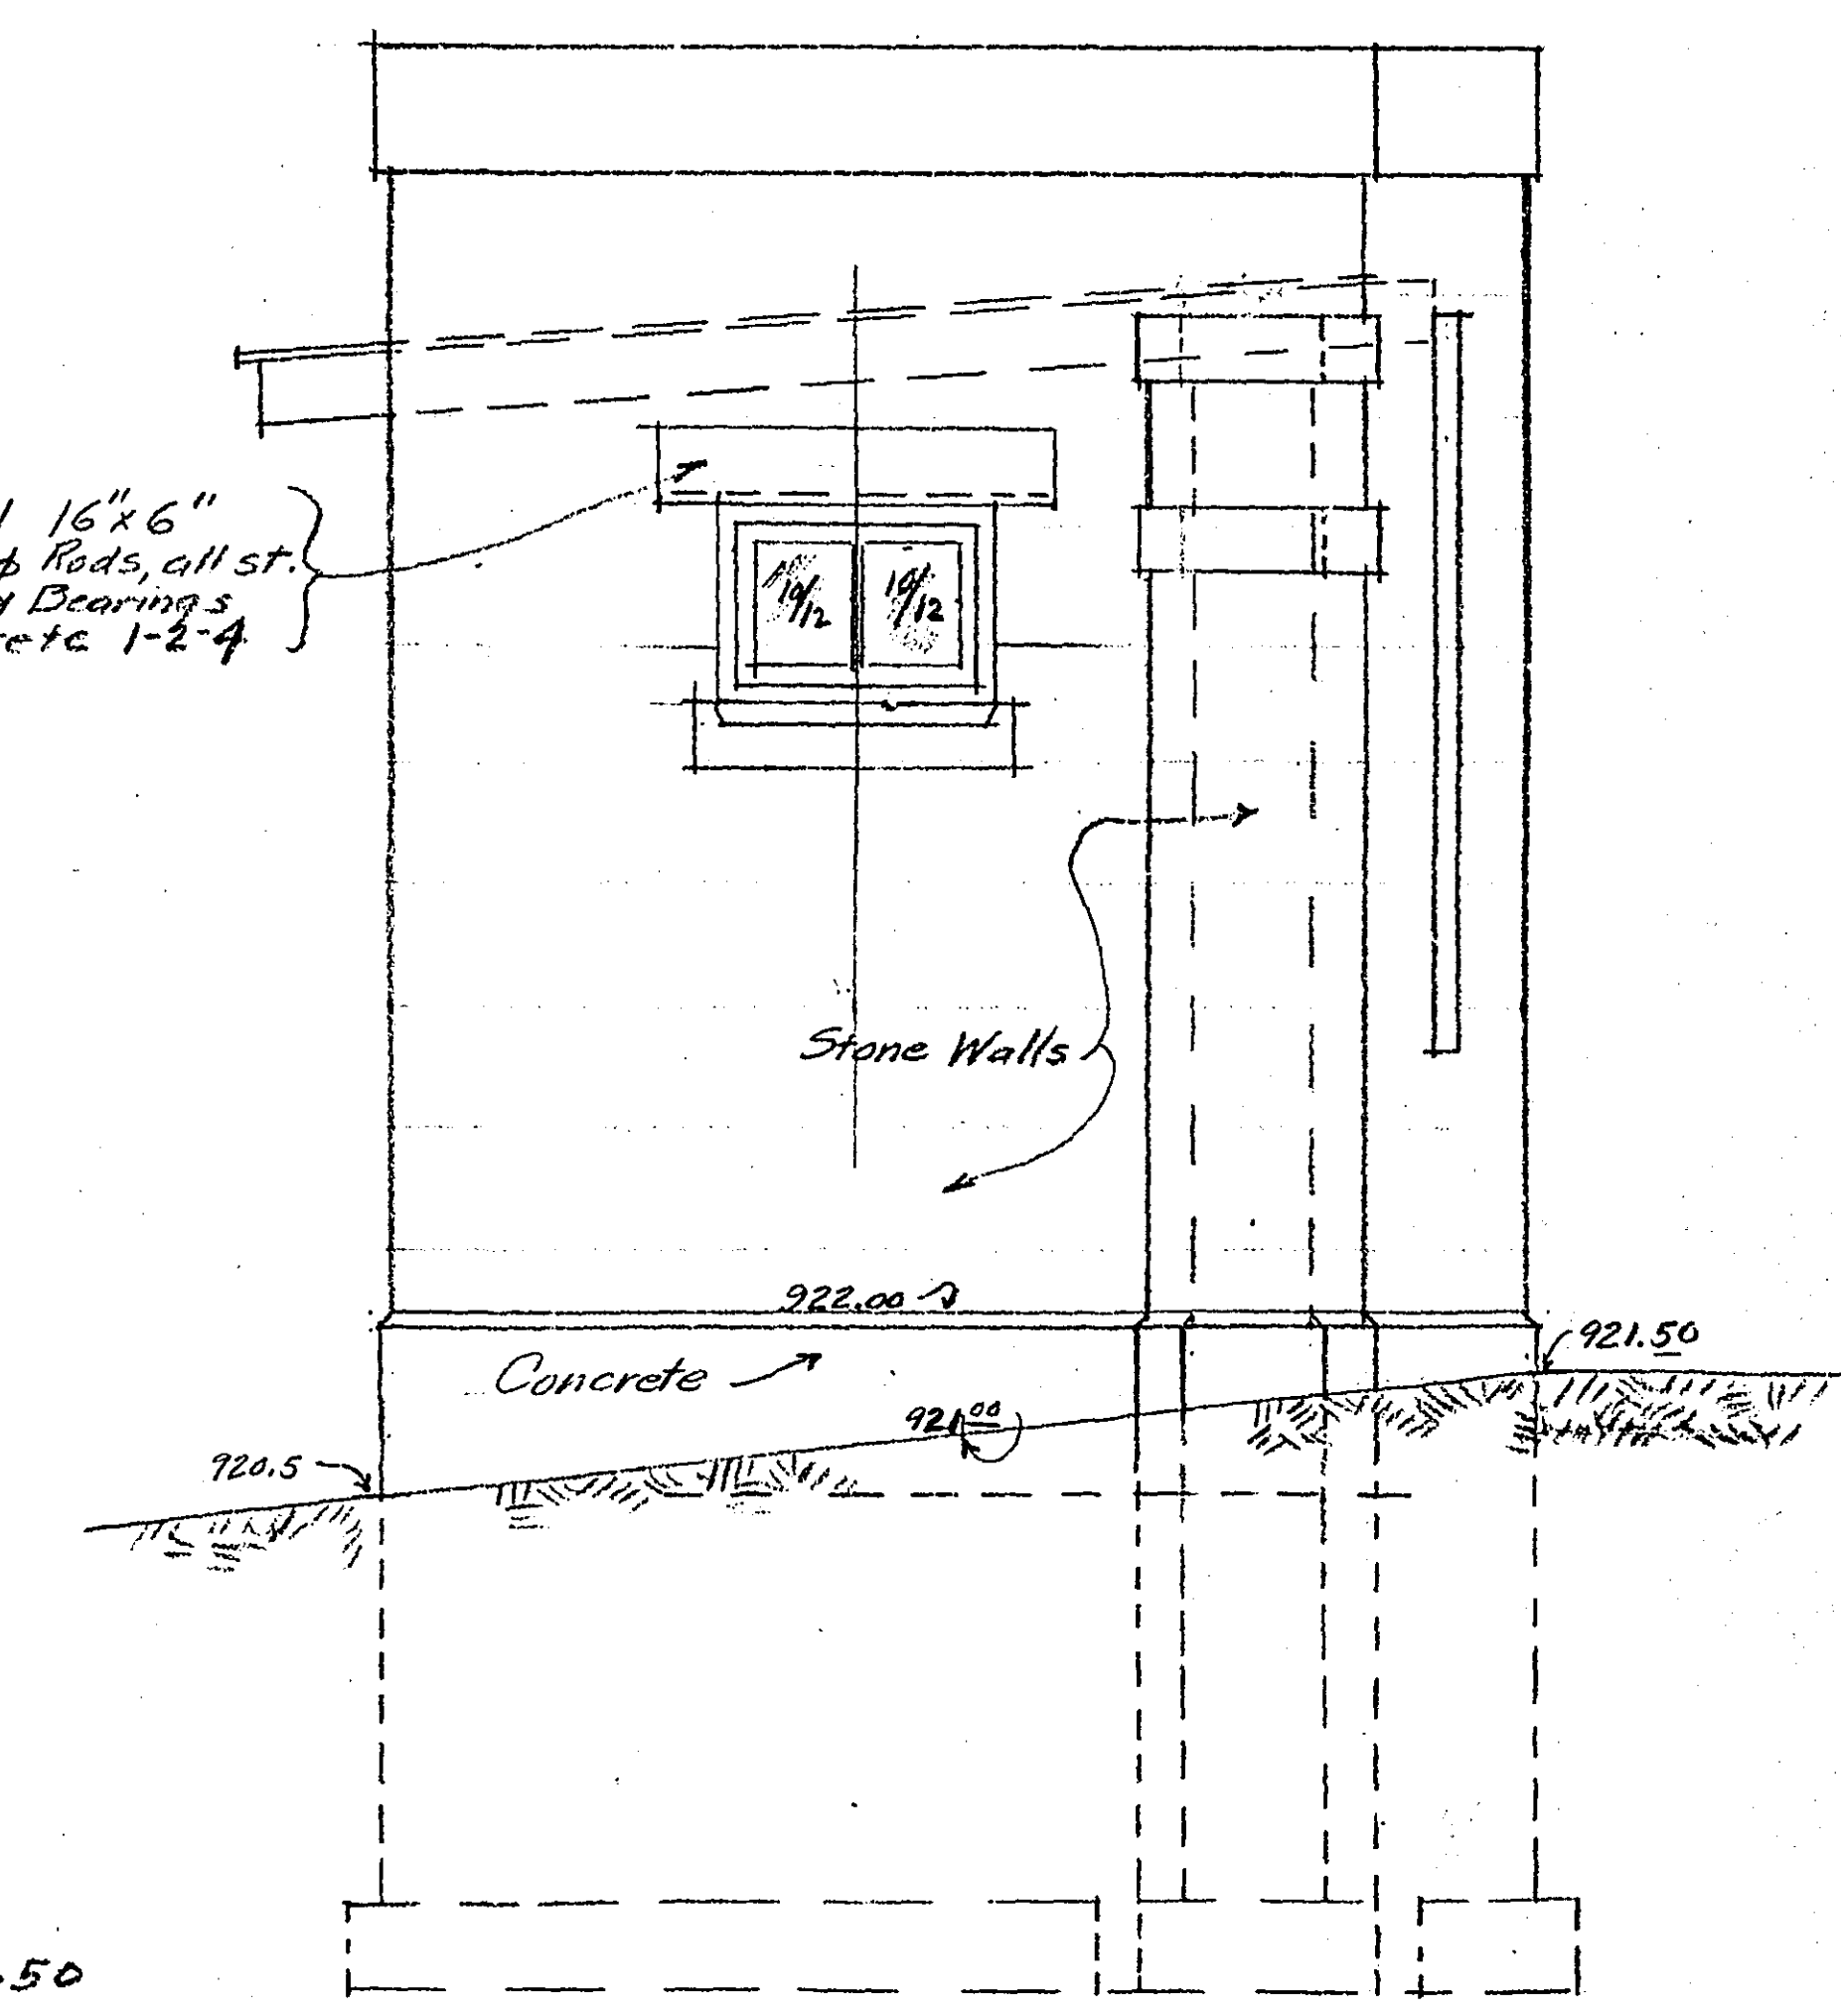 16" x 6"
Rods, all st.
Bearings
1-2-4
10/12
10/12
Stone Walls
922.00
Concrete
921.50
921.00
920.5
.50